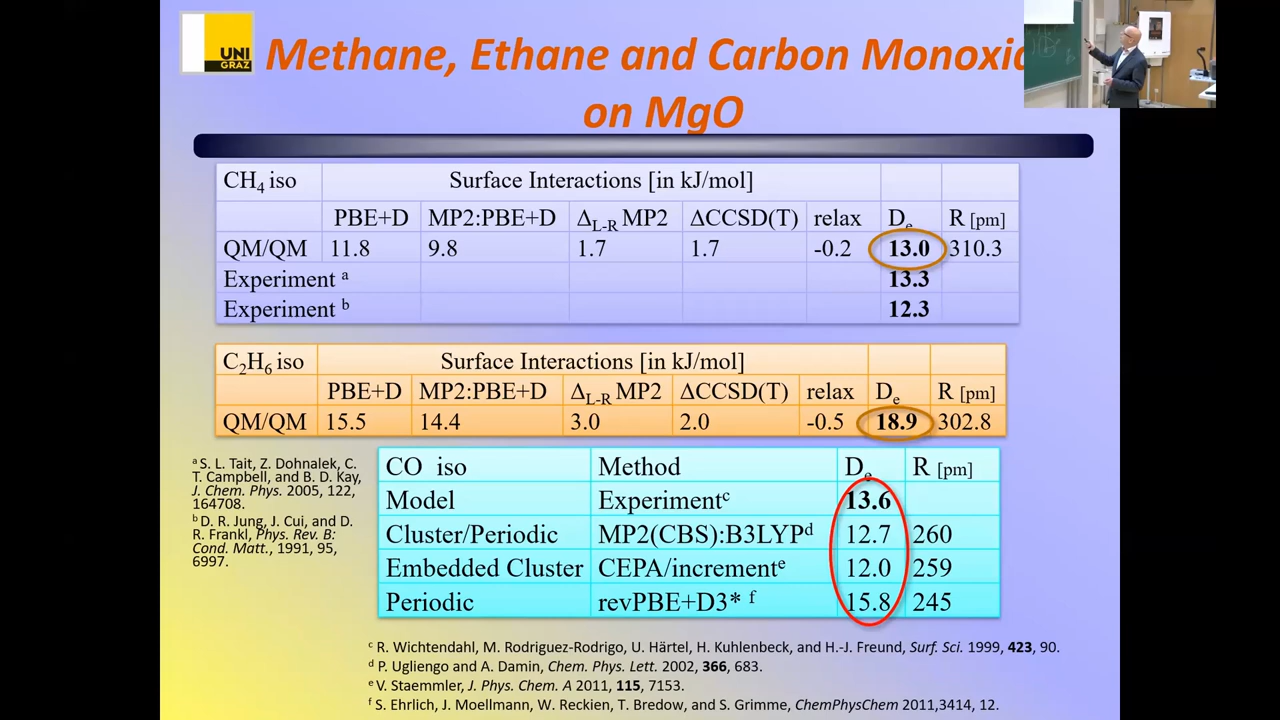 UNI
GRAZ
Methane, Ethane and Carbon Monoxi
on MgO
CH4 iso Surface Interactions [in kJ/mol]
PBE+D MP2:PBE+D ΔL-R MP2 ΔCCSD(T) relax De R [pm]
QM/QM 11.8 9.8 1.7 1.7 -0.2 13.0 310.3
Experiment a 13.3
Experiment b 12.3
C2H6 iso Surface Interactions [in kJ/mol]
PBE+D MP2:PBE+D ΔL-R MP2 ΔCCSD(T) relax De R [pm]
QM/QM 15.5 14.4 3.0 2.0 -0.5 18.9 302.8
CO iso Method De R [pm]
Model Experimentc 13.6
Cluster/Periodic MP2(CBS):B3LYPd 12.7 260
Embedded Cluster CEPA/incremente 12.0 259
Periodic revPBE+D3* f 15.8 245
a S. L. Tait, Z. Dohnalek, C.
T. Campbell, and B. D. Kay,
J. Chem. Phys. 2005, 122,
164708.
b D. R. Jung, J. Cui, and D.
R. Frankl, Phys. Rev. B:
Cond. Matt., 1991, 95,
6997.
c R. Wichtendahl, M. Rodriguez-Rodrigo, U. Härtel, H. Kuhlenbeck, and H.-J. Freund, Surf. Sci. 1999, 423, 90.
d P. Ugliengo and A. Damin, Chem. Phys. Lett. 2002, 366, 683.
e V. Staemmler, J. Phys. Chem. A 2011, 115, 7153.
f S. Ehrlich, J. Moellmann, W. Reckien, T. Bredow, and S. Grimme, ChemPhysChem 2011,3414, 12.